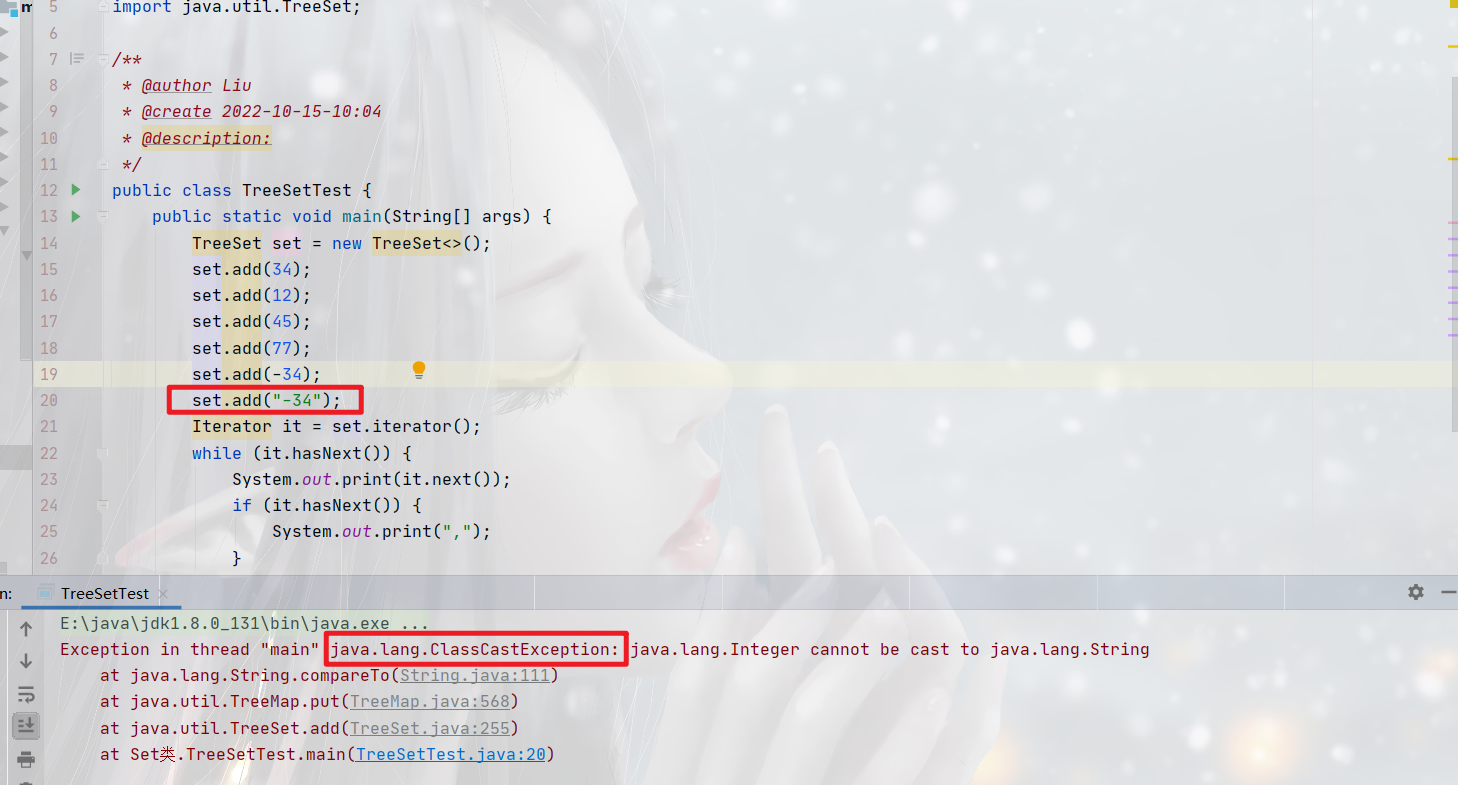 m
5 import java.util.TreeSet;
6
7 /**
8 * @author Liu
9 * @create 2022-10-15-10:04
10 * @description:
11 */
12 public class TreeSetTest {
13 public static void main(String[] args) {
14 TreeSet set = new TreeSet<>();
15 set.add(34);
16 set.add(12);
17 set.add(45);
18 set.add(77);
19 set.add(-34);
20 set.add("-34");
21 Iterator it = set.iterator();
22 while (it.hasNext()) {
23 System.out.print(it.next());
24 if (it.hasNext()) {
25 System.out.print(",");
26 }
n: TreeSetTest
E:\java\jdk1.8.0_131\bin\java.exe ...
Exception in thread "main" java.lang.ClassCastException: java.lang.Integer cannot be cast to java.lang.String
at java.lang.String.compareTo(String.java:111)
at java.util.TreeMap.put(TreeMap.java:568)
at java.util.TreeSet.add(TreeSet.java:255)
at Set类.TreeSetTest.main(TreeSetTest.java:20)